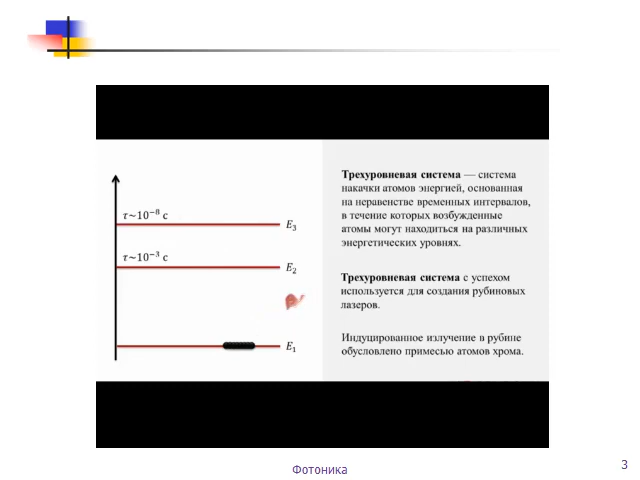 τ~10⁻⁸ с
E₃
τ~10⁻³ с
E₂
E₁
Трехуровневая система — система
накачки атомов энергией, основанная
на неравенстве временных интервалов,
в течение которых возбужденные
атомы могут находиться на различных
энергетических уровнях.
Трехуровневая система с успехом
используется для создания рубиновых
лазеров.
Индуцированное излучение в рубине
обусловлено примесью атомов хрома.
Фотоника
3